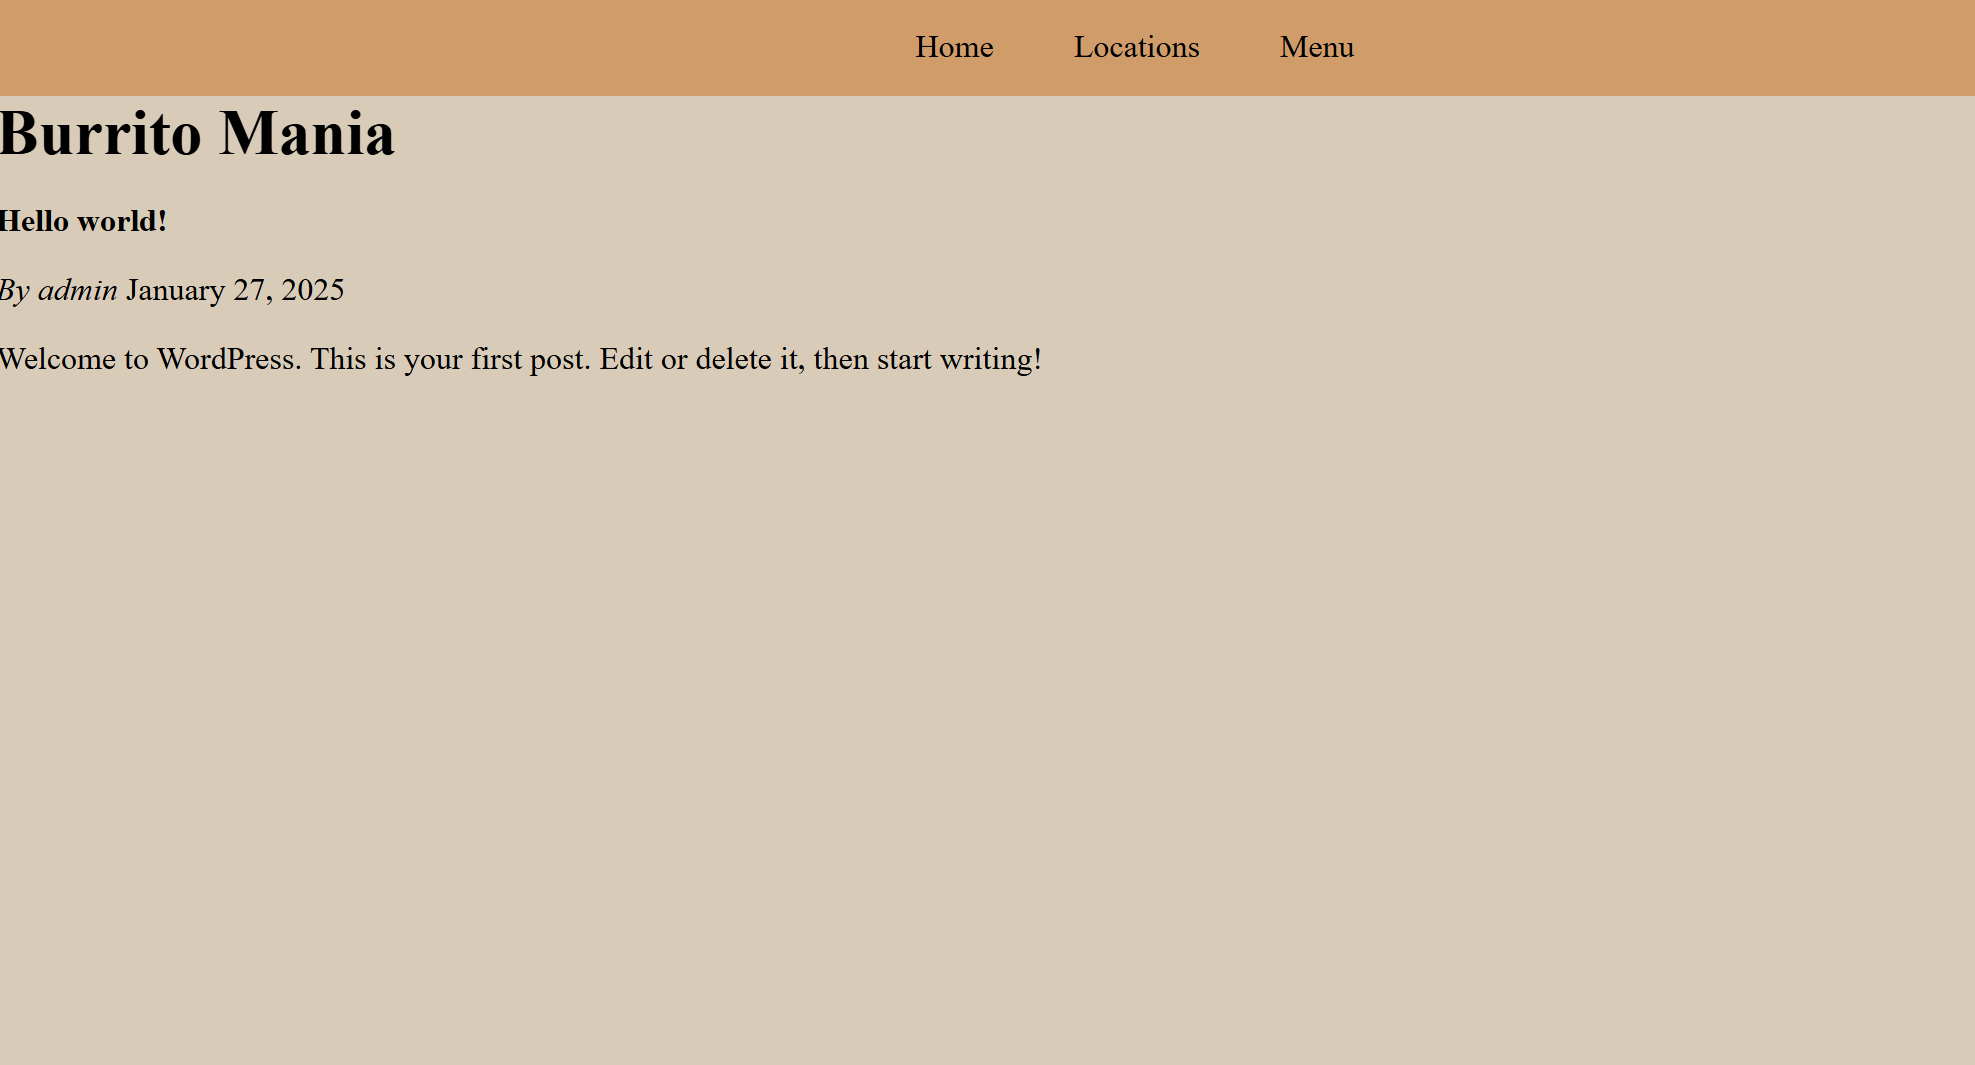 Home Locations Menu
Burrito Mania
Hello world!
By admin January 27, 2025
Welcome to WordPress. This is your first post. Edit or delete it, then start writing!